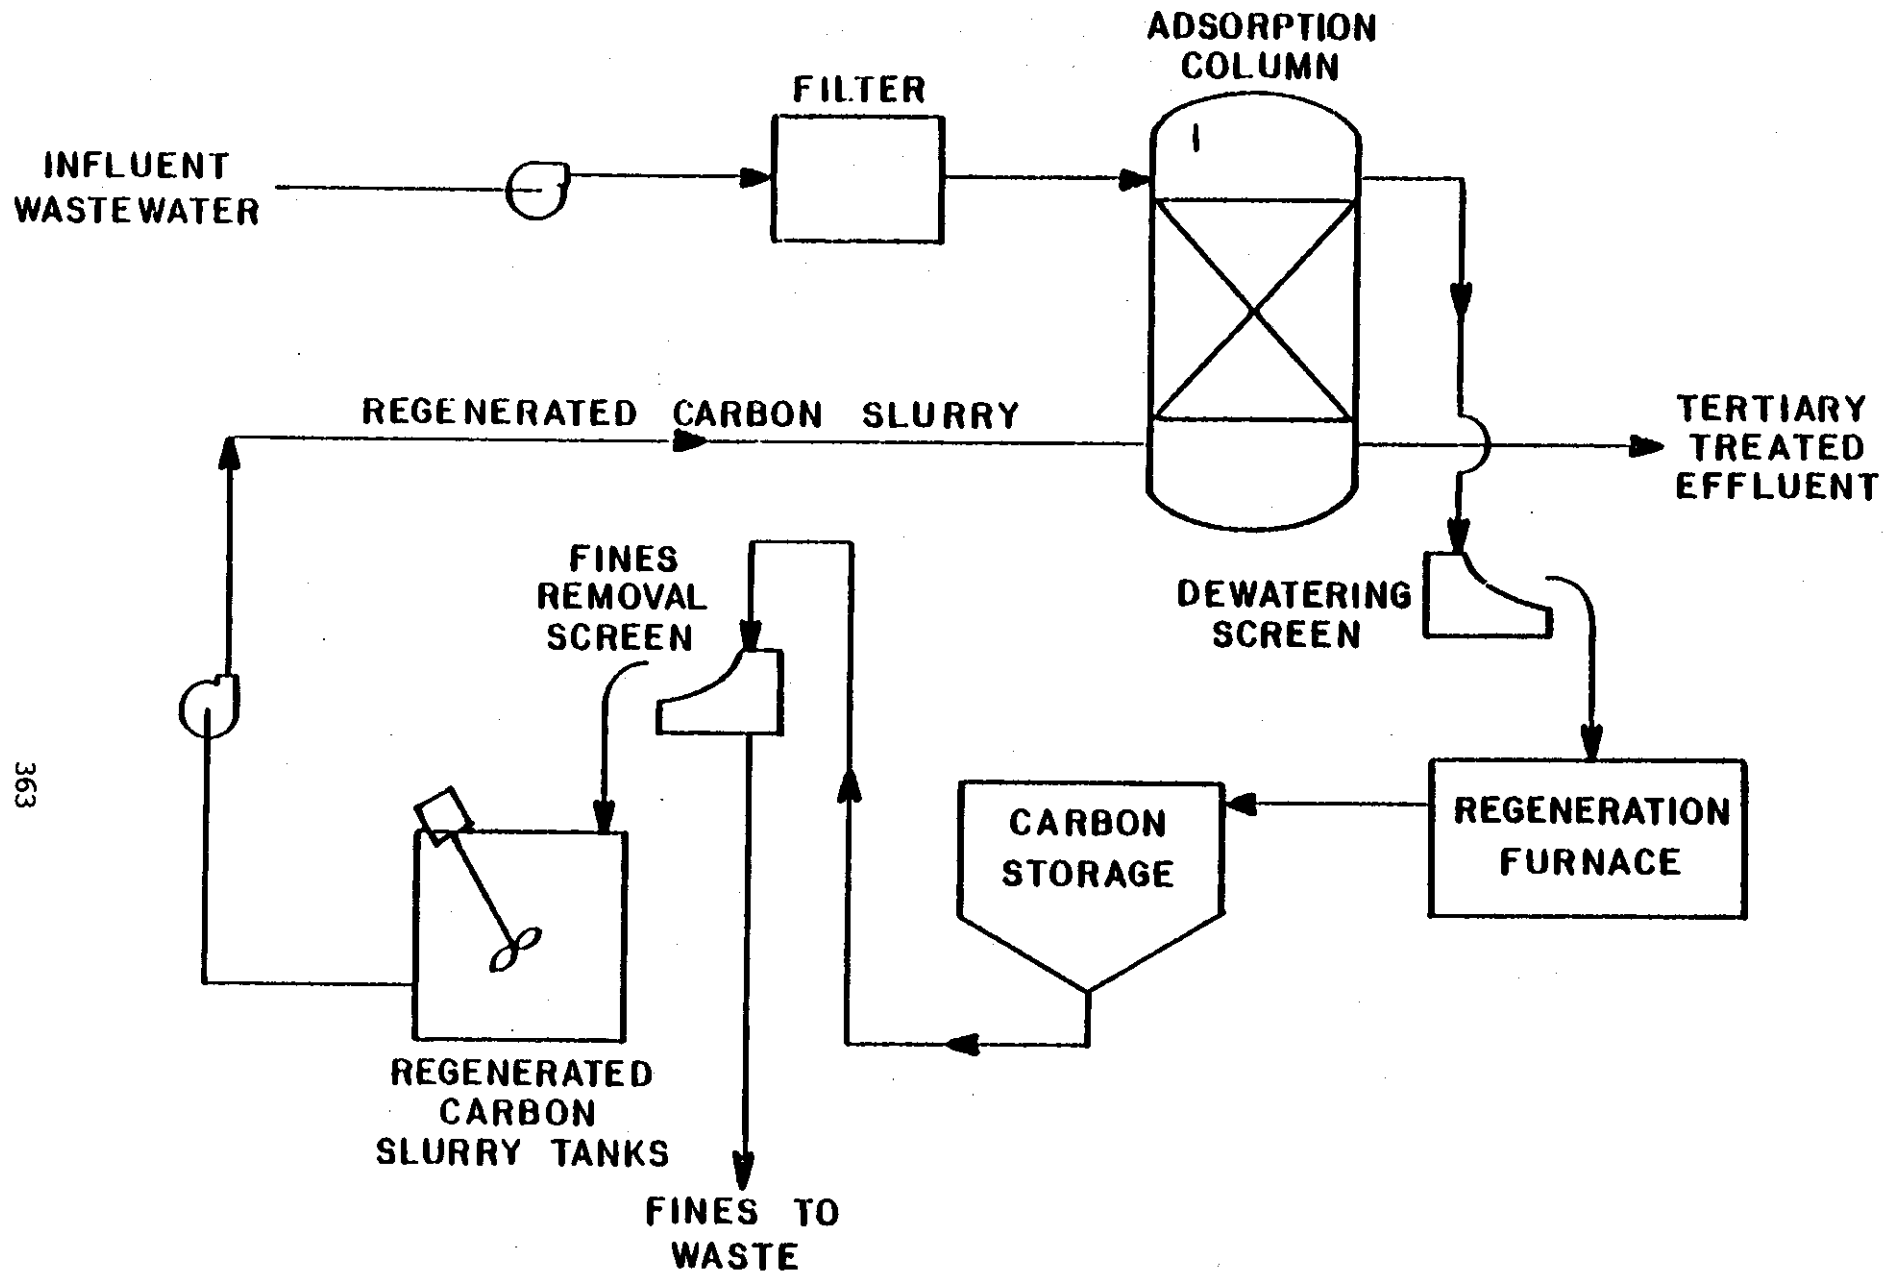 ADSORPTION
COLUMN
FILTER
INFLUENT
WASTEWATER
REGENERATED CARBON SLURRY
TERTIARY
TREATED
EFFLUENT
FINES
REMOVAL
SCREEN
DEWATERING
SCREEN
363
CARBON
STORAGE
REGENERATION
FURNACE
REGENERATED
CARBON
SLURRY TANKS
FINES TO
WASTE